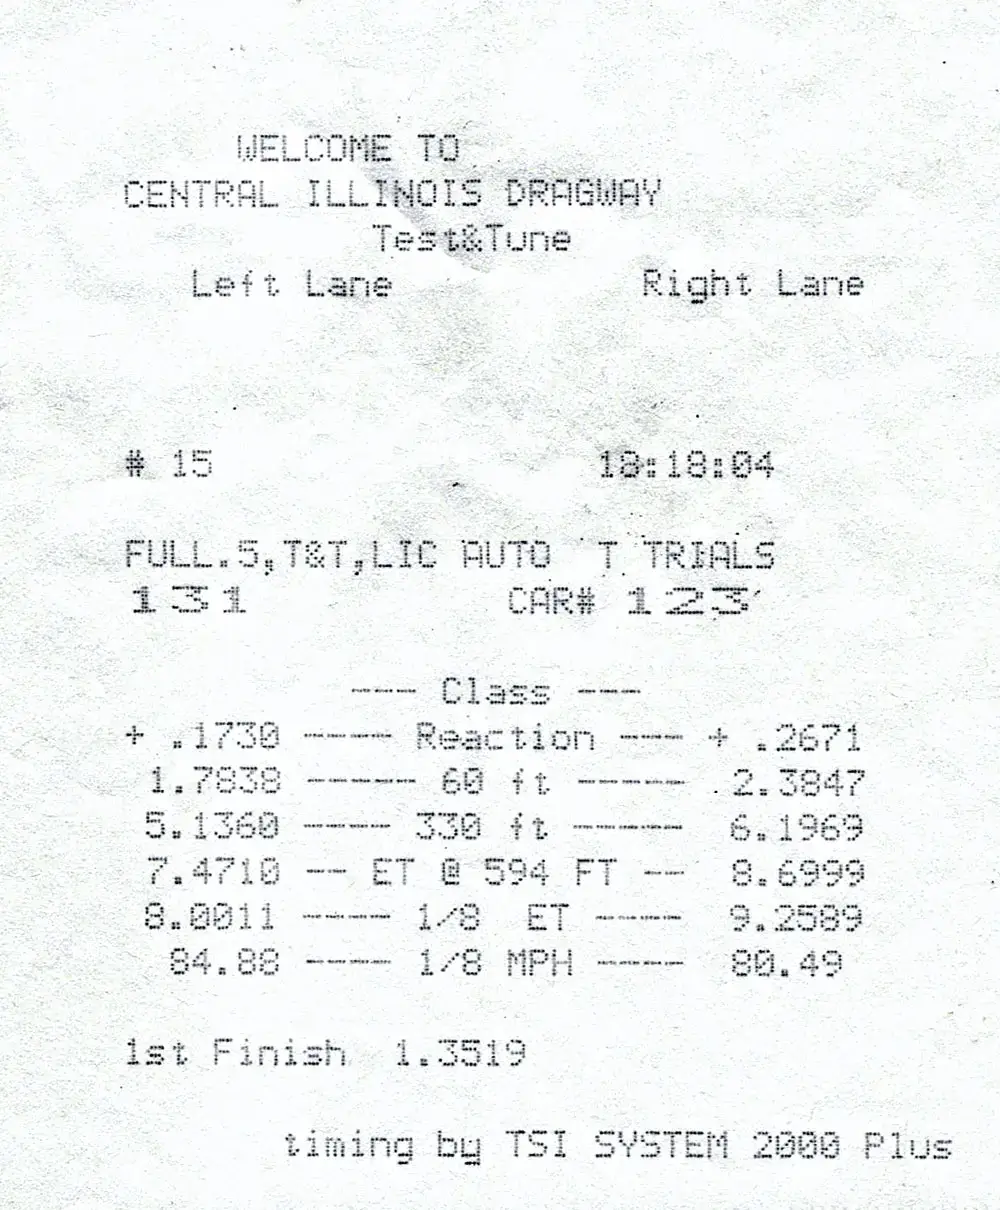 WELCOME TO
CENTRAL ILLINOIS DRAGWAY
Test&Tune
Left Lane Right Lane
# 15 18:18:04
FULL.5,T&T,LIC AUTO T TRIALS
131 CAR# 123
--- Class ---
+ .1730 ---- Reaction --- + .2671
1.7838 ----- 60 ft ----- 2.3847
5.1360 ---- 330 ft ----- 6.1969
7.4710 -- ET @ 594 FT -- 8.6999
8.0011 ---- 1/8 ET ---- 9.2589
84.88 ---- 1/8 MPH ---- 80.49
1st Finish 1.3519
timing by TSI SYSTEM 2000 Plus